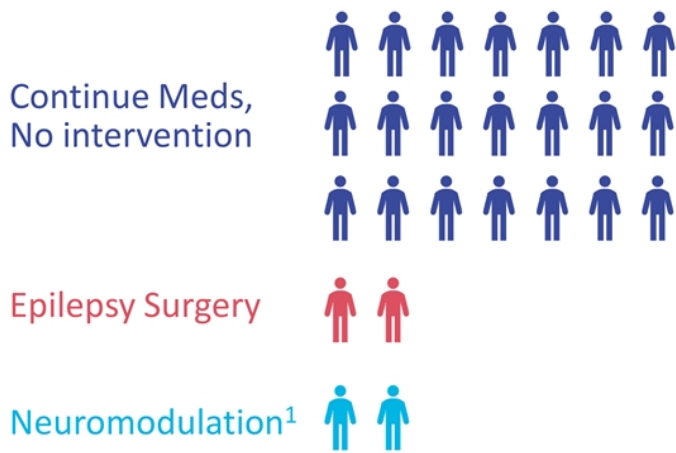 Continue Meds,
No intervention
Epilepsy Surgery
Neuromodulation¹